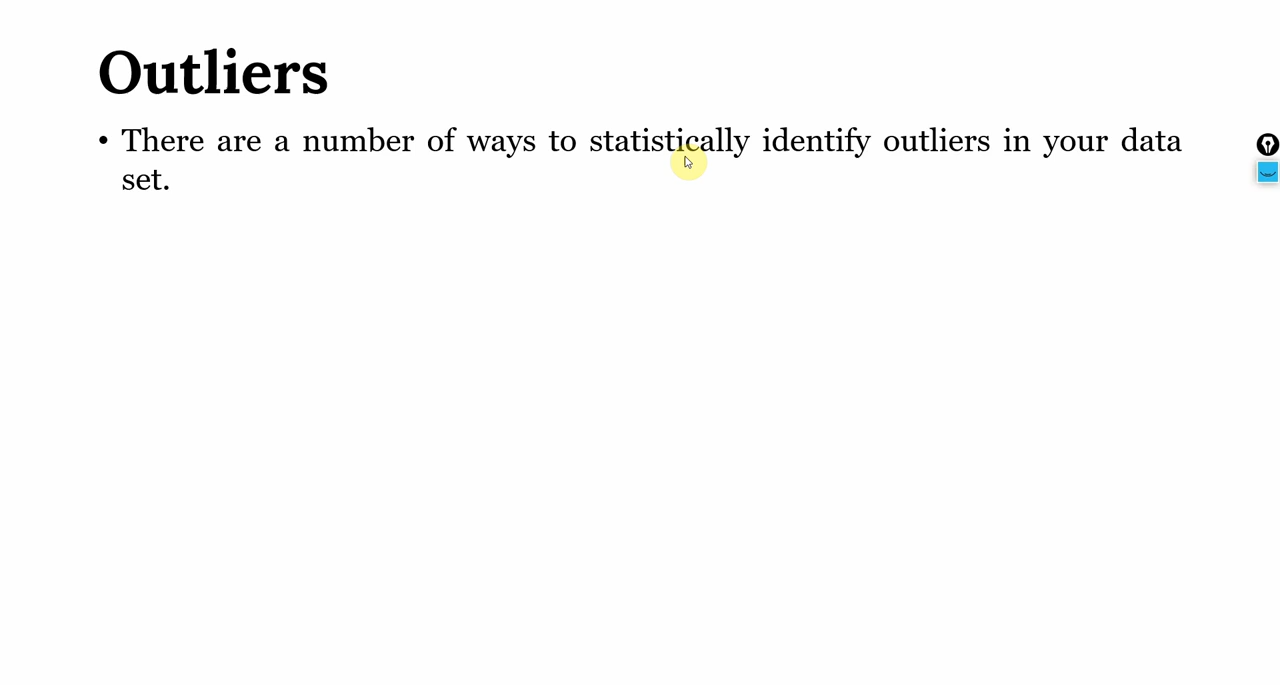 Outliers
• There are a number of ways to statistically identify outliers in your data
set.